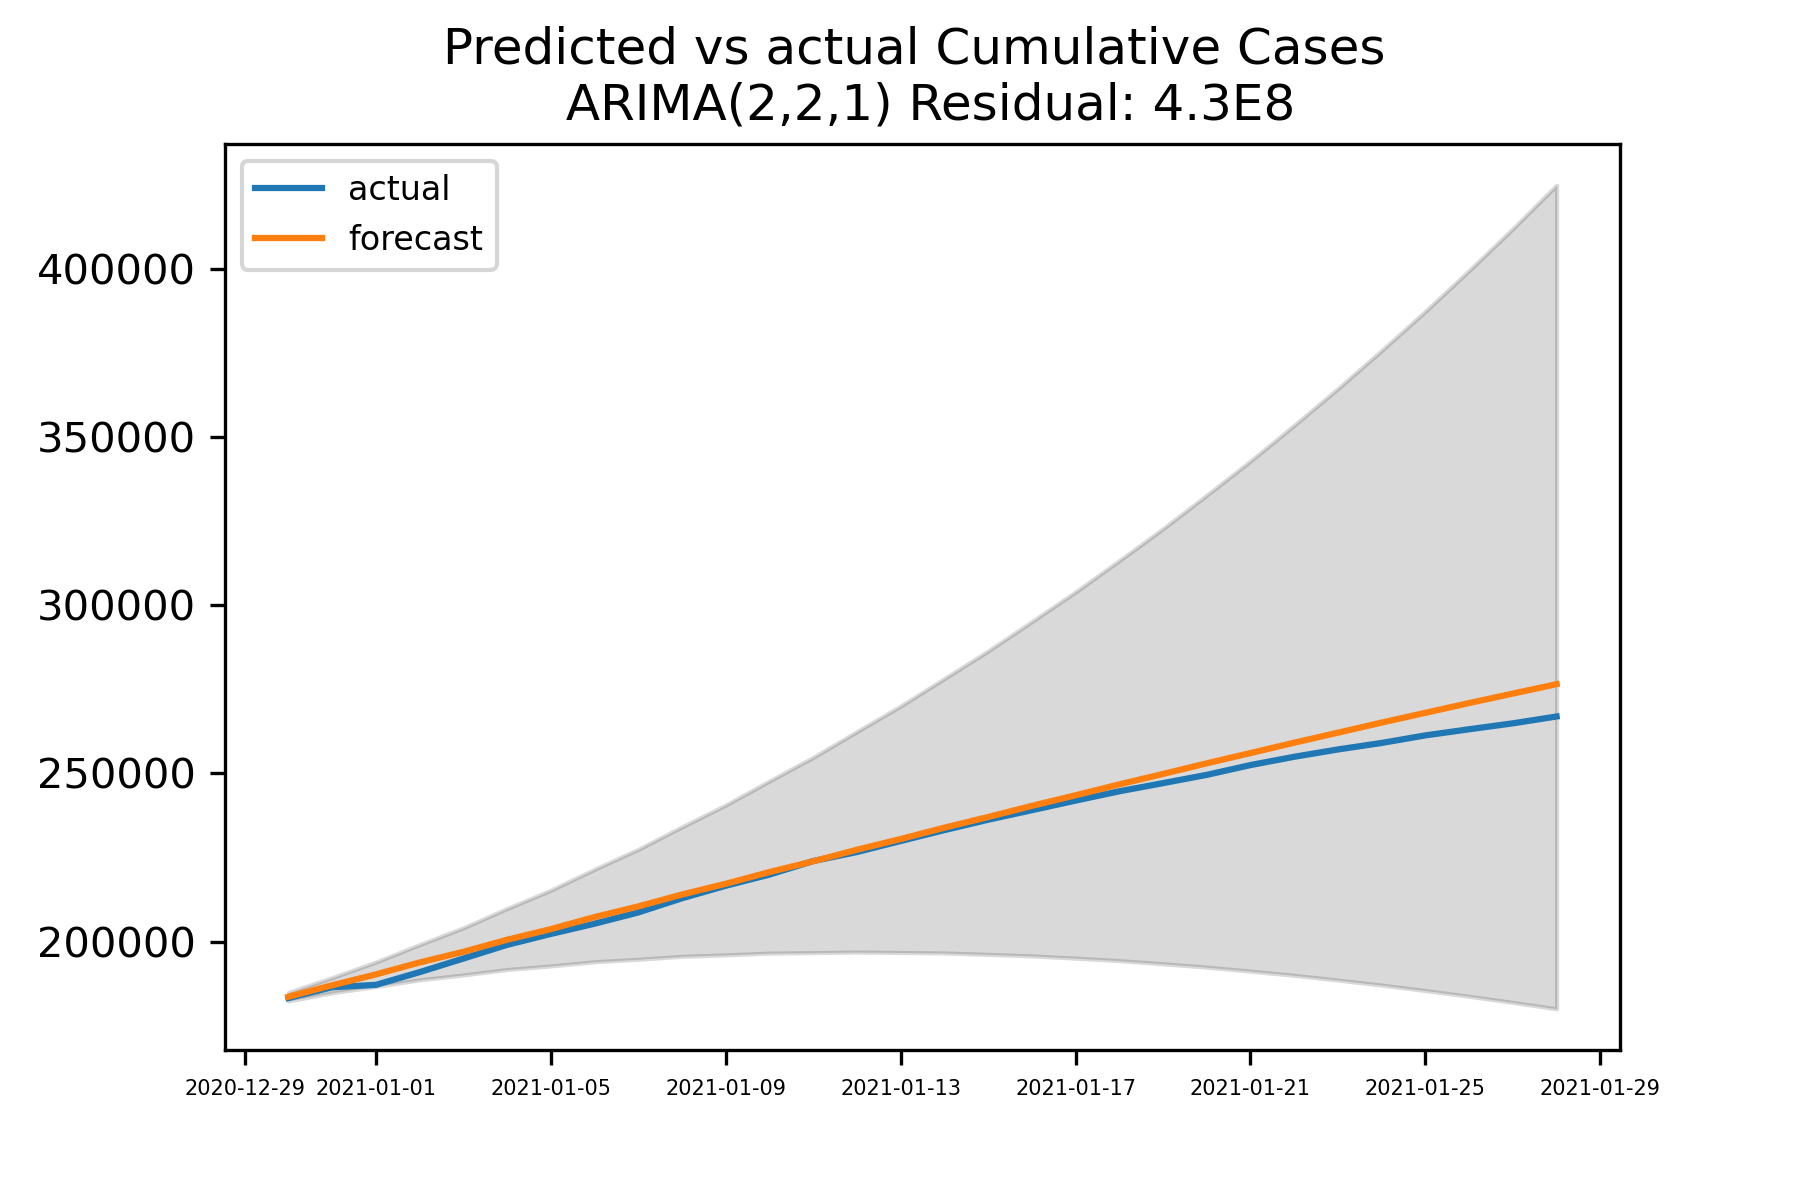 Predicted vs actual Cumulative Cases
ARIMA(2,2,1) Residual: 4.3E8
actual
forecast
400000
350000
300000
250000
200000
2020-12-29 2021-01-01 2021-01-05 2021-01-09 2021-01-13 2021-01-17 2021-01-21 2021-01-25 2021-01-29